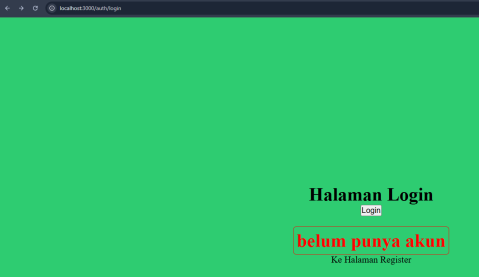 localhost:3000/auth/login
Halaman Login
Login
belum punya akun
Ke Halaman Register